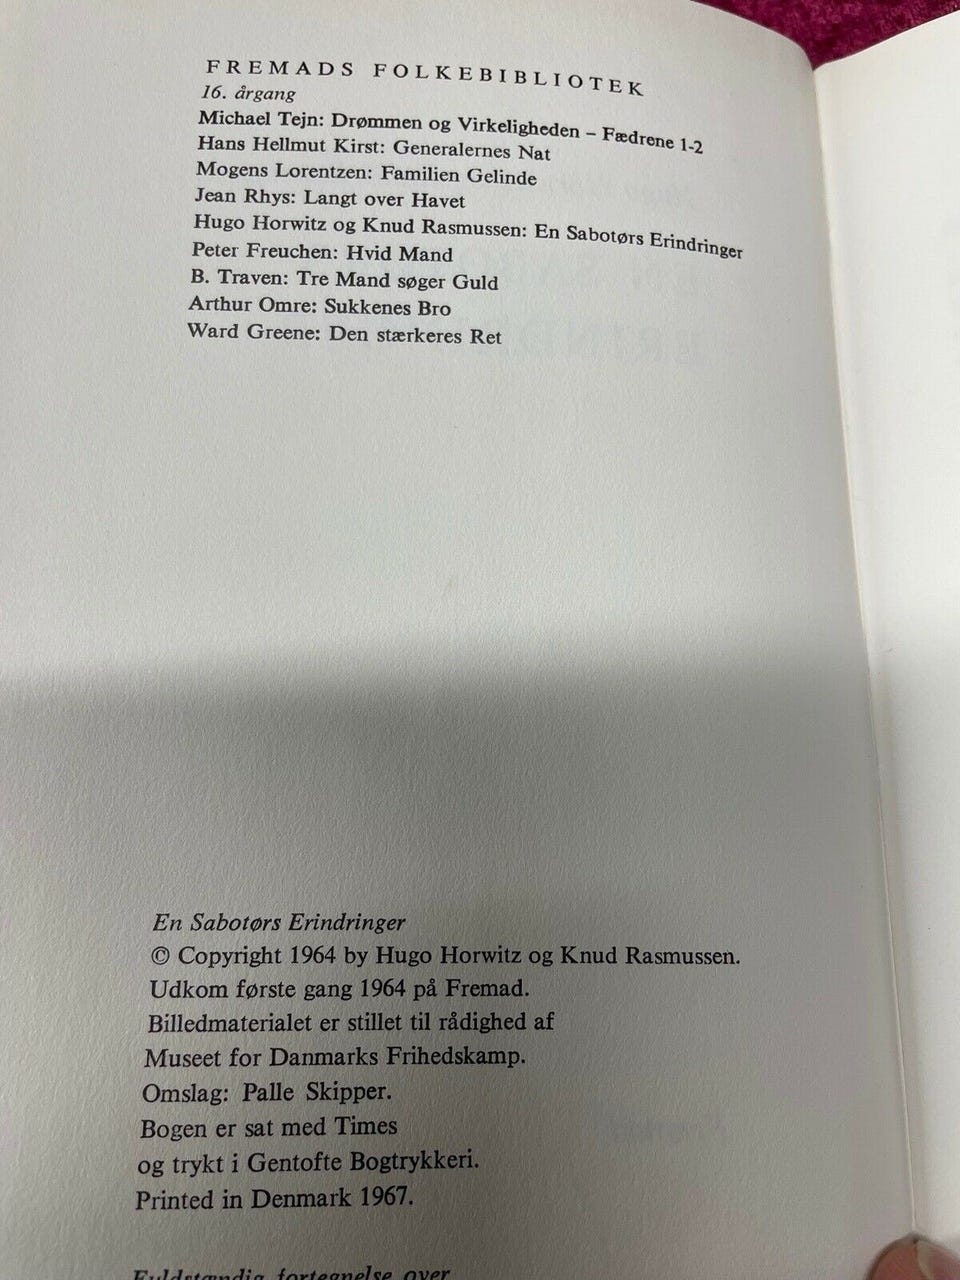 FREMADS FOLKEBIBLIOTEK
16. årgang
Michael Tejn: Drømmen og Virkeligheden – Fædrene 1-2
Hans Hellmut Kirst: Generalernes Nat
Mogens Lorentzen: Familien Gelinde
Jean Rhys: Langt over Havet
Hugo Horwitz og Knud Rasmussen: En Sabotørs Erindringer
Peter Freuchen: Hvid Mand
B. Traven: Tre Mand søger Guld
Arthur Omre: Sukkenes Bro
Ward Greene: Den stærkeres Ret
En Sabotørs Erindringer
© Copyright 1964 by Hugo Horwitz og Knud Rasmussen.
Udkom første gang 1964 på Fremad.
Billedmaterialet er stillet til rådighed af
Museet for Danmarks Frihedskamp.
Omslag: Palle Skipper.
Bogen er sat med Times
og trykt i Gentofte Bogtrykkeri.
Printed in Denmark 1967.
Fuldstændig fortegnelse over